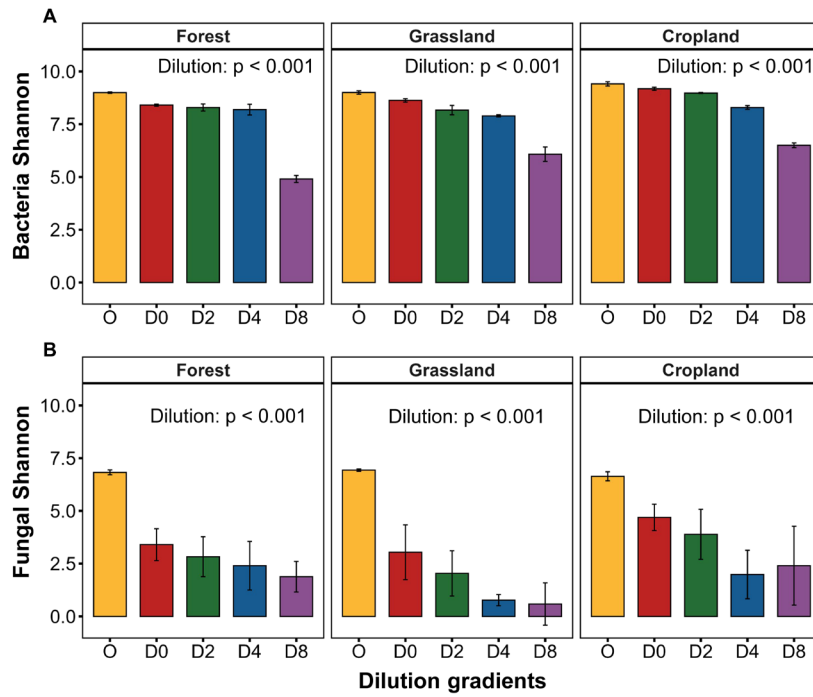 A
Forest Grassland Cropland
Dilution: p < 0.001 Dilution: p < 0.001 Dilution: p < 0.001
Bacteria Shannon
10.0
7.5
5.0
2.5
0.0
O D0 D2 D4 D8 O D0 D2 D4 D8 O D0 D2 D4 D8
B
Forest Grassland Cropland
Dilution: p < 0.001 Dilution: p < 0.001 Dilution: p < 0.001
Fungal Shannon
10.0
7.5
5.0
2.5
0.0
O D0 D2 D4 D8 O D0 D2 D4 D8 O D0 D2 D4 D8
Dilution gradients